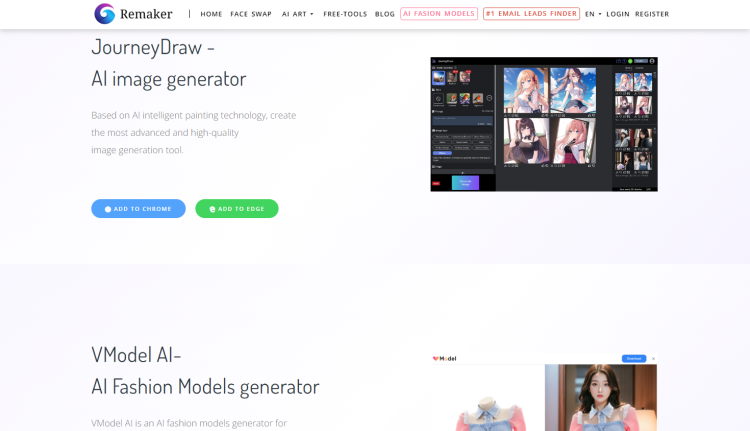 Remaker | HOME FACE SWAP AI ART FREE-TOOLS BLOG AI FASION MODELS #1 EMAIL LEADS FINDER EN LOGIN REGISTER
JourneyDraw -
AI image generator
Based on AI intelligent painting technology, create
the most advanced and high-quality
image generation tool.
ADD TO CHROME ADD TO EDGE
VModel AI-
AI Fashion Models generator
VModel AI is an AI fashion models generator for
Model
Download